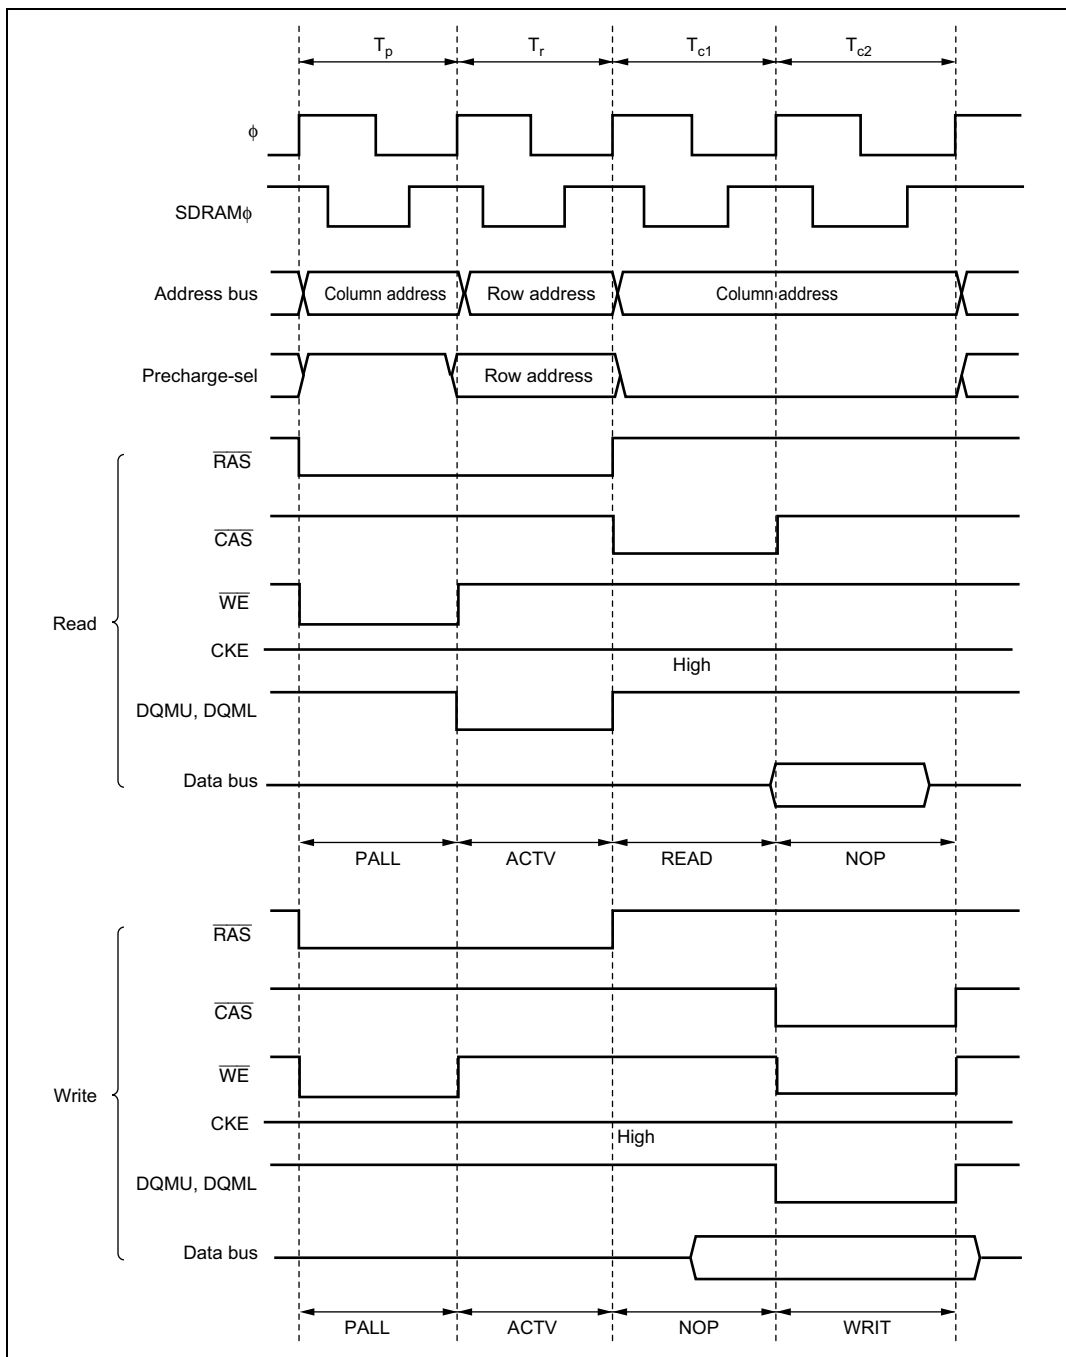 Tp Tr Tc1 Tc2
ϕ
SDRAMϕ
Address bus Column address Row address Column address
Precharge-sel Row address
RAS
CAS
WE
Read
CKE High
DQMU, DQML
Data bus
PALL ACTV READ NOP
RAS
CAS
WE
Write
CKE High
DQMU, DQML
Data bus
PALL ACTV NOP WRIT